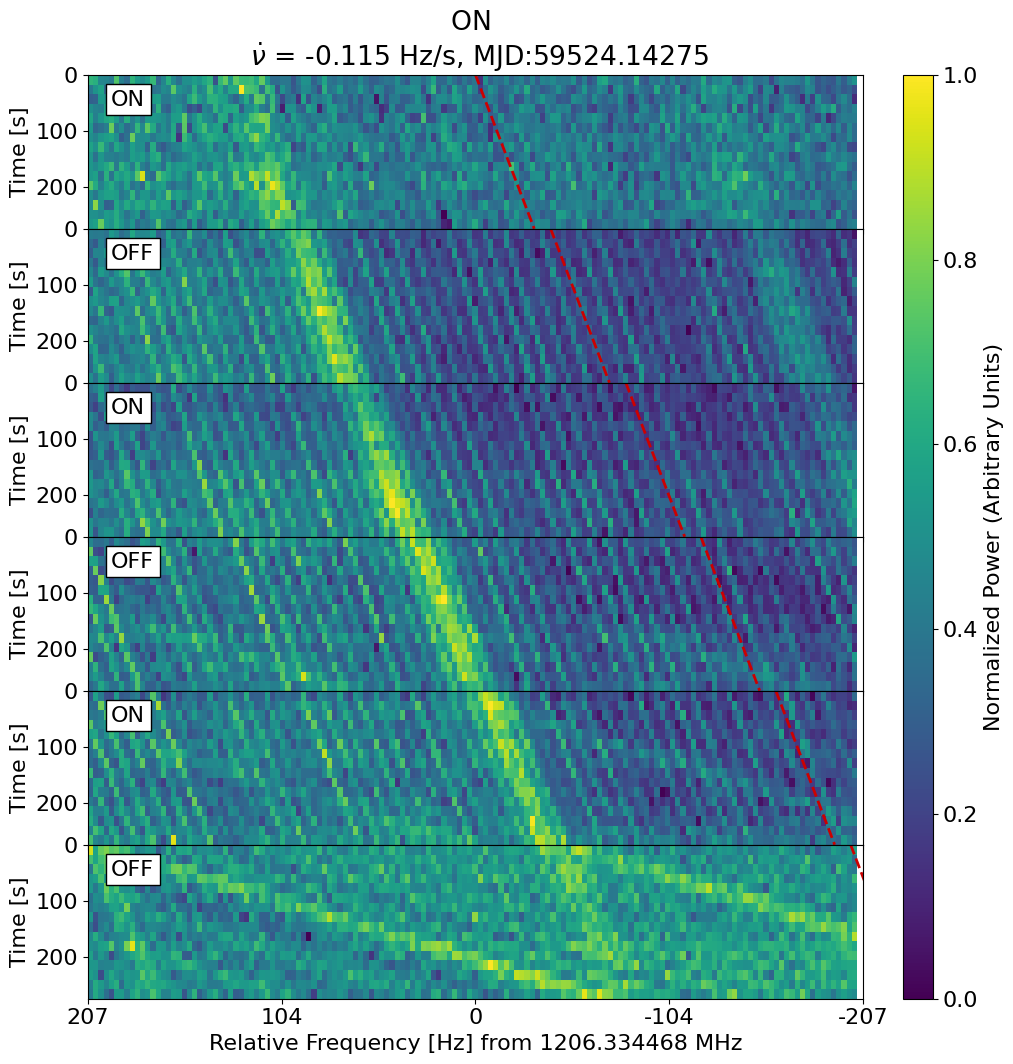 ON
ν̇ = -0.115 Hz/s, MJD:59524.14275
0
100
200
Time [s]
ON
0
100
200
Time [s]
OFF
0
100
200
Time [s]
ON
0
100
200
Time [s]
OFF
0
100
200
Time [s]
ON
0
100
200
Time [s]
OFF
207
104
0
-104
-207
Relative Frequency [Hz] from 1206.334468 MHz
1.0
0.8
0.6
0.4
0.2
0.0
Normalized Power (Arbitrary Units)